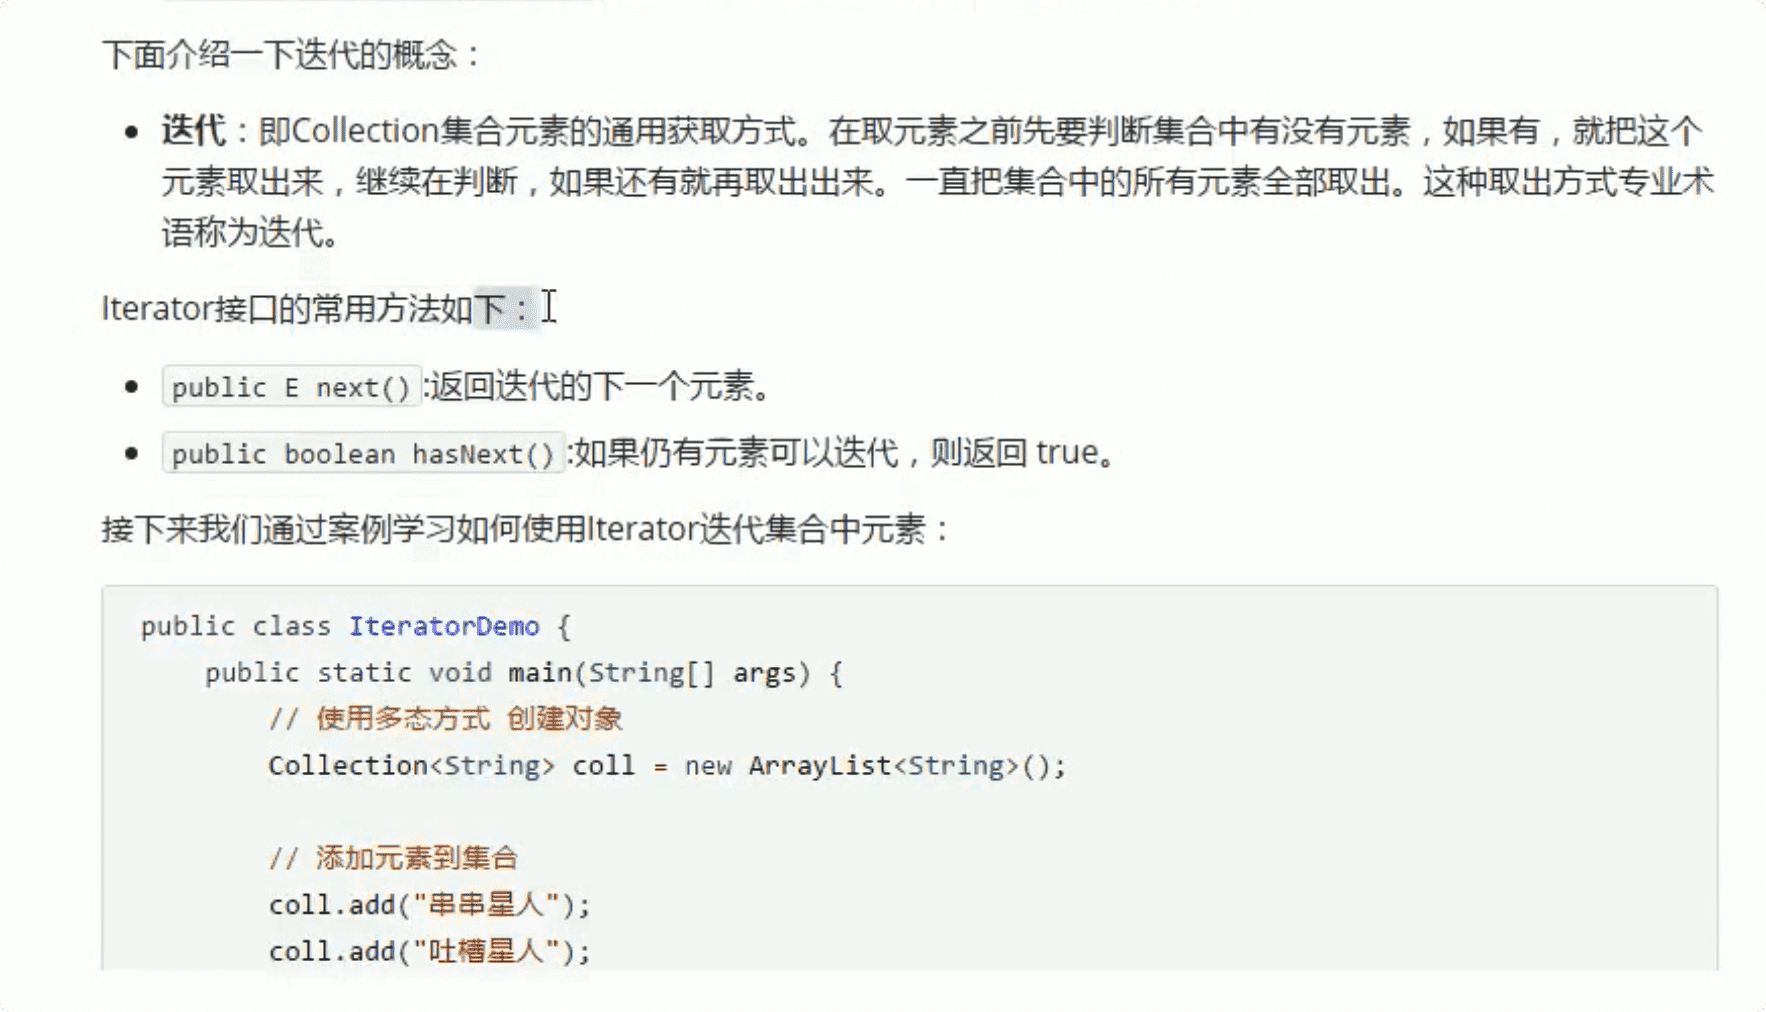 下面介绍一下迭代的概念：
迭代：即Collection集合元素的通用获取方式。在取元素之前先要判断集合中有没有元素，如果有，就把这个
元素取出来，继续在判断，如果还有就再取出出来。一直把集合中的所有元素全部取出。这种取出方式专业术
语称为迭代。
Iterator接口的常用方法如下：
public E next():返回迭代的下一个元素。
public boolean hasNext():如果仍有元素可以迭代，则返回 true。
接下来我们通过案例学习如何使用Iterator迭代集合中元素：
public class IteratorDemo {
public static void main(String[] args) {
// 使用多态方式 创建对象
Collection<String> coll = new ArrayList<String>();
// 添加元素到集合
coll.add("串串星人");
coll.add("吐槽星人");